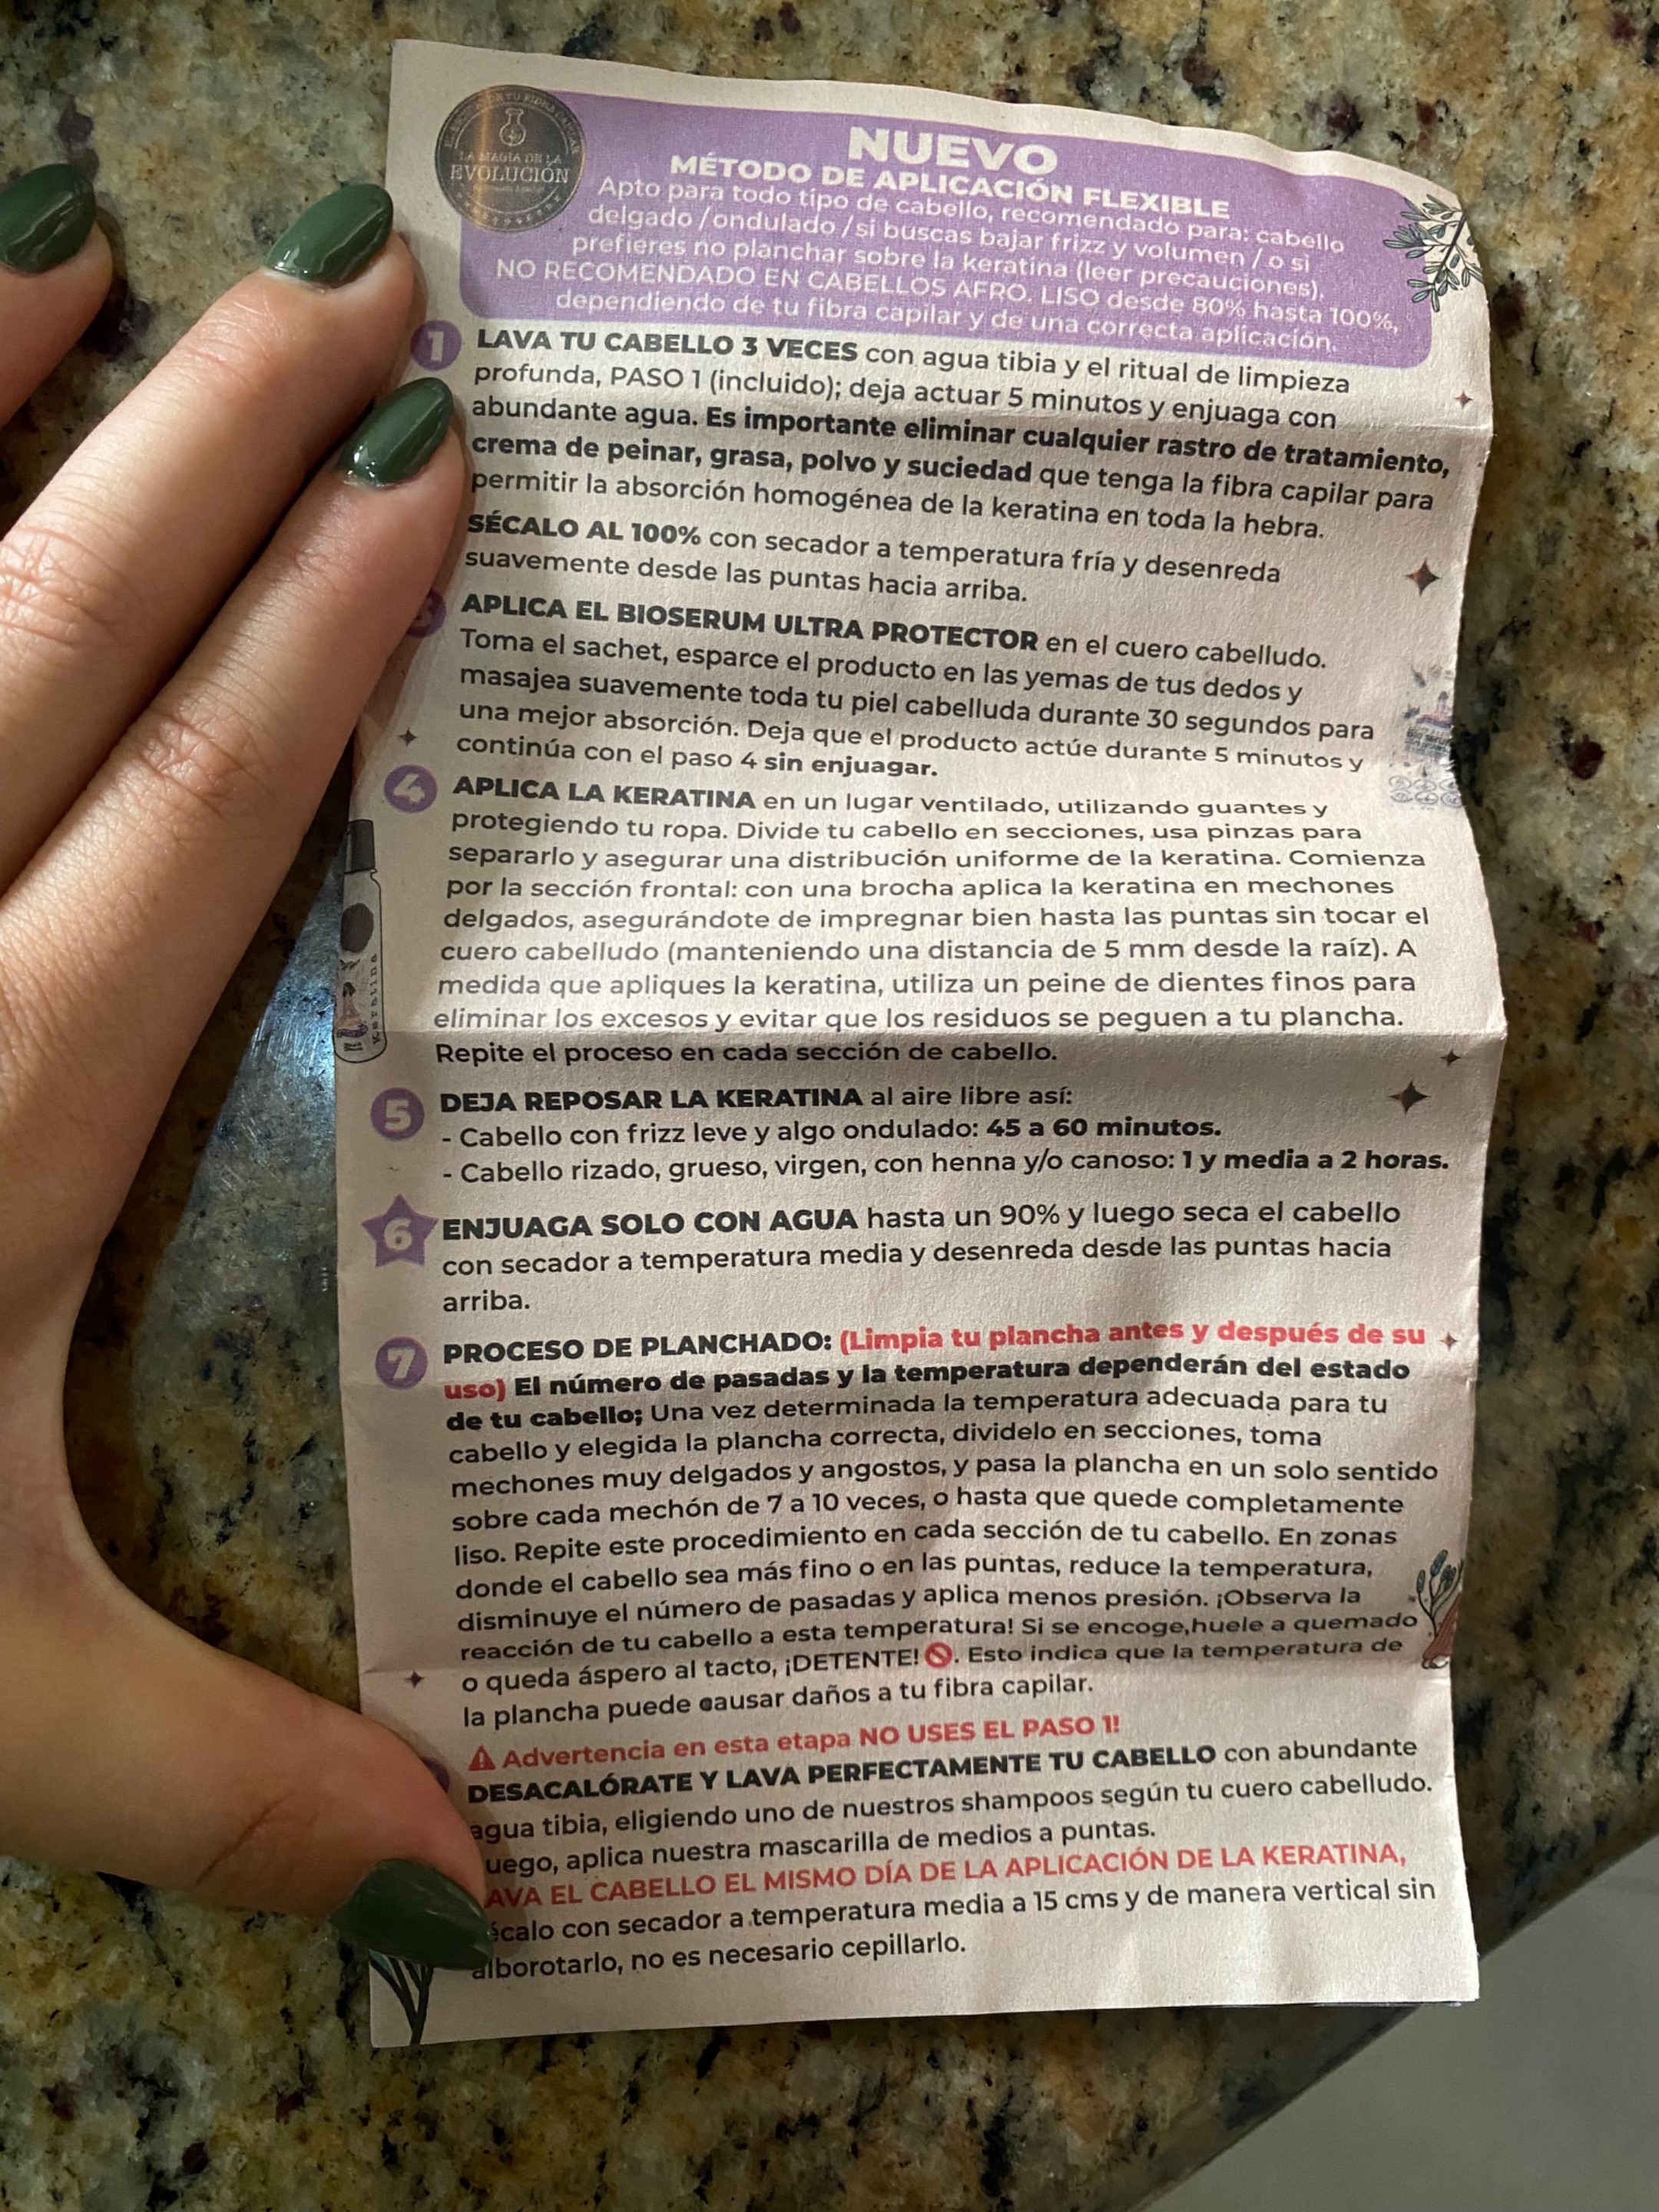 LA MAGIA DE LA
EVOLUCIÓN
NUEVO
MÉTODO DE APLICACIÓN FLEXIBLE
Apto para todo tipo de cabello, recomendado para: cabello
delgado /ondulado /si buscas bajar frizz y volumen / o si
prefieres no planchar sobre la keratina (leer precauciones).
NO RECOMENDADO EN CABELLOS AFRO. LISO desde 80% hasta 100%,
dependiendo de tu fibra capilar y de una correcta aplicación.
1 LAVA TU CABELLO 3 VECES con agua tibia y el ritual de limpieza
profunda, PASO 1 (incluido); deja actuar 5 minutos y enjuaga con
abundante agua. Es importante eliminar cualquier rastro de tratamiento,
crema de peinar, grasa, polvo y suciedad que tenga la fibra capilar para
permitir la absorción homogénea de la keratina en toda la hebra.
SÉCALO AL 100% con secador a temperatura fría y desenreda
suavemente desde las puntas hacia arriba.
3 APLICA EL BIOSERUM ULTRA PROTECTOR en el cuero cabelludo.
Toma el sachet, esparce el producto en las yemas de tus dedos y
masajea suavemente toda tu piel cabelluda durante 30 segundos para
una mejor absorción. Deja que el producto actúe durante 5 minutos y
continúa con el paso 4 sin enjuagar.
4 APLICA LA KERATINA en un lugar ventilado, utilizando guantes y
protegiendo tu ropa. Divide tu cabello en secciones, usa pinzas para
separarlo y asegurar una distribución uniforme de la keratina. Comienza
por la sección frontal: con una brocha aplica la keratina en mechones
delgados, asegurándote de impregnar bien hasta las puntas sin tocar el
cuero cabelludo (manteniendo una distancia de 5 mm desde la raíz). A
medida que apliques la keratina, utiliza un peine de dientes finos para
eliminar los excesos y evitar que los residuos se peguen a tu plancha.
Repite el proceso en cada sección de cabello.
Keratina
5 DEJA REPOSAR LA KERATINA al aire libre así:
- Cabello con frizz leve y algo ondulado: 45 a 60 minutos.
- Cabello rizado, grueso, virgen, con henna y/o canoso: 1 y media a 2 horas.
6 ENJUAGA SOLO CON AGUA hasta un 90% y luego seca el cabello
con secador a temperatura media y desenreda desde las puntas hacia
arriba.
7 PROCESO DE PLANCHADO: (Limpia tu plancha antes y después de su
uso) El número de pasadas y la temperatura dependerán del estado
de tu cabello; Una vez determinada la temperatura adecuada para tu
cabello y elegida la plancha correcta, dividelo en secciones, toma
mechones muy delgados y angostos, y pasa la plancha en un solo sentido
sobre cada mechón de 7 a 10 veces, o hasta que quede completamente
liso. Repite este procedimiento en cada sección de tu cabello. En zonas
donde el cabello sea más fino o en las puntas, reduce la temperatura,
disminuye el número de pasadas y aplica menos presión. ¡Observa la
reacción de tu cabello a esta temperatura! Si se encoge,huele a quemado
o queda áspero al tacto, ¡DETENTE! 🚫. Esto indica que la temperatura de
la plancha puede causar daños a tu fibra capilar.
⚠ Advertencia en esta etapa NO USES EL PASO 1!
DESACALÓRATE Y LAVA PERFECTAMENTE TU CABELLO con abundante
agua tibia, eligiendo uno de nuestros shampoos según tu cuero cabelludo.
uego, aplica nuestra mascarilla de medios a puntas.
AVA EL CABELLO EL MISMO DÍA DE LA APLICACIÓN DE LA KERATINA,
écalo con secador a temperatura media a 15 cms y de manera vertical sin
alborotarlo, no es necesario cepillarlo.